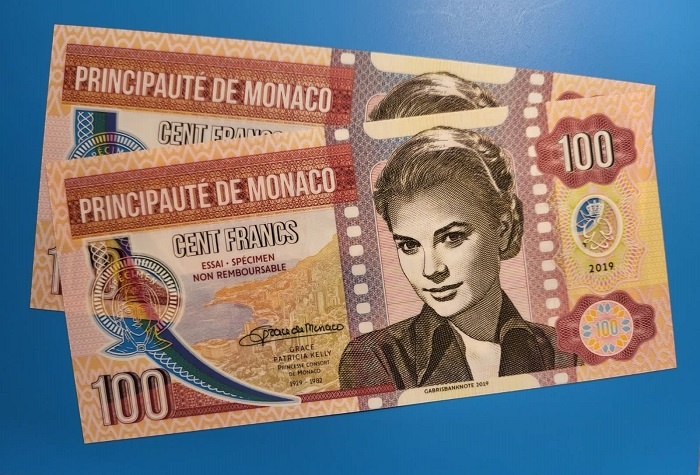 PRINCIPAUTÉ DE MONACO
CENT FRANCS
PRINCIPAUTÉ DE MONACO
CENT FRANCS
ESSAI · SPÉCIMEN
NON REMBOURSABLE
Grace de Monaco
GRACE
PATRICIA KELLY
PRINCESSE CONSORT
DE MONACO
1929 - 1982
100
100
2019
100
GABRISBANKNOTE 2019